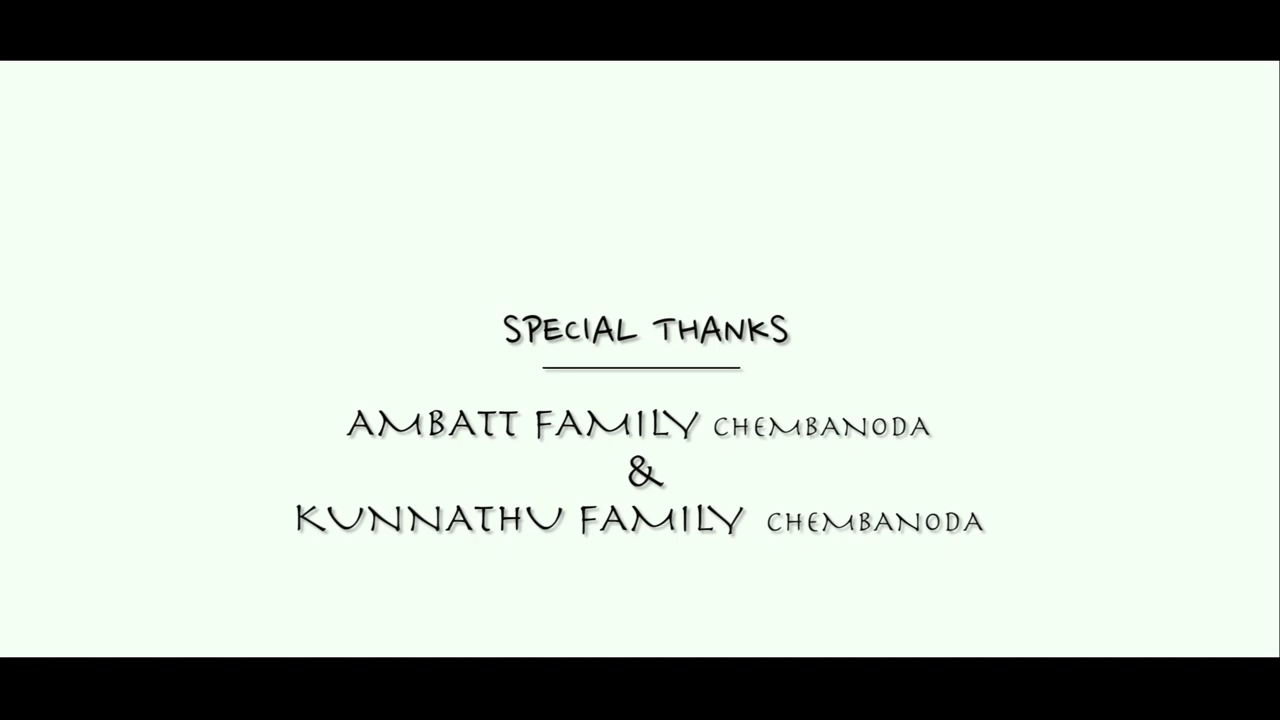 SPECIAL THANKS
AMBATT FAMILY CHEMBANODA
&
KUNNATHU FAMILY CHEMBANODA